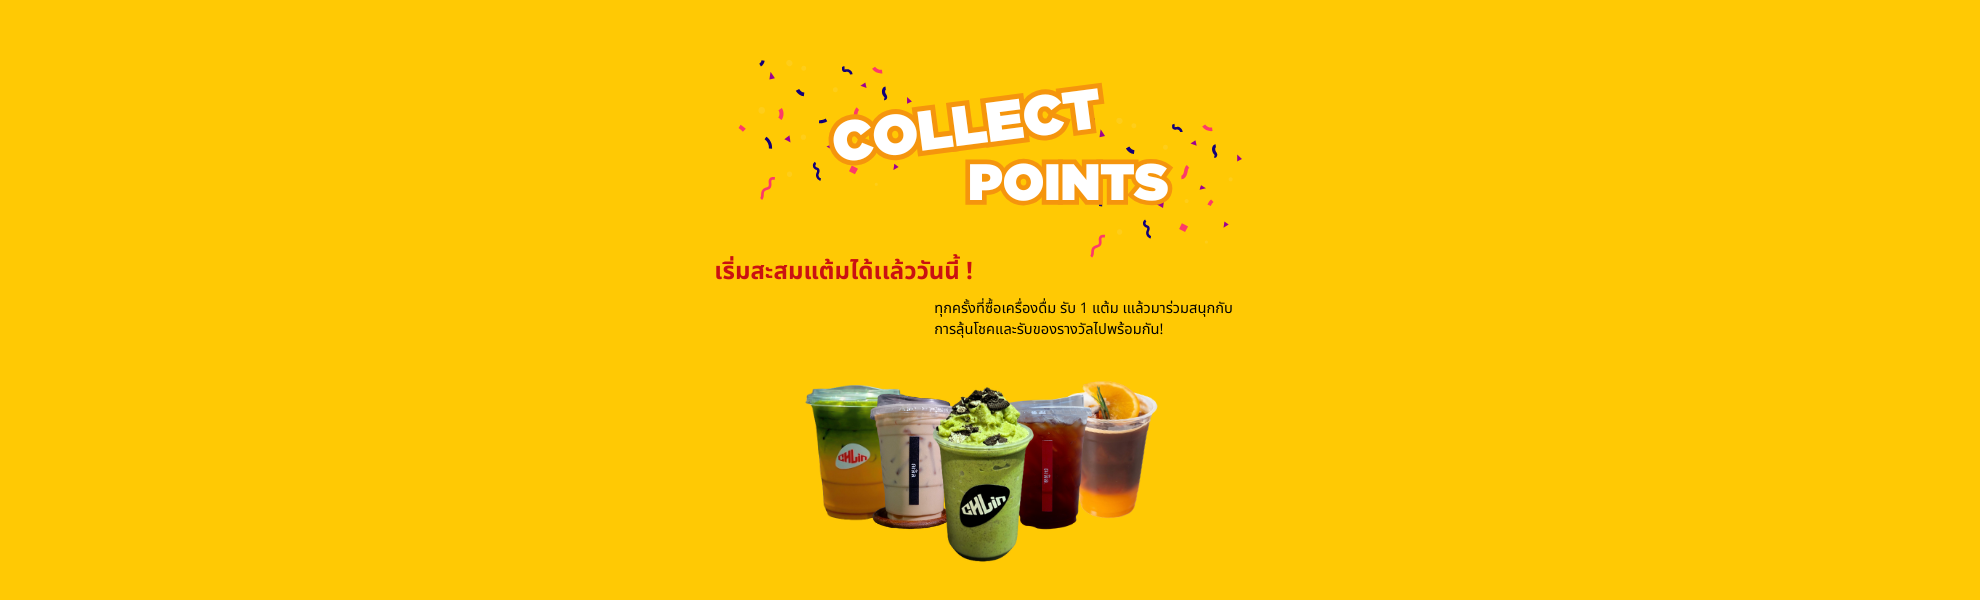 COLLECT
POINTS
เริ่มสะสมแต้มได้แล้ววันนี้ !
ทุกครั้งที่ซื้อเครื่องดื่ม รับ 1 แต้ม แล้วมาร่วมสนุกกับ
การลุ้นโชคและรับของรางวัลไปพร้อมกัน!
CHLin
CHLin